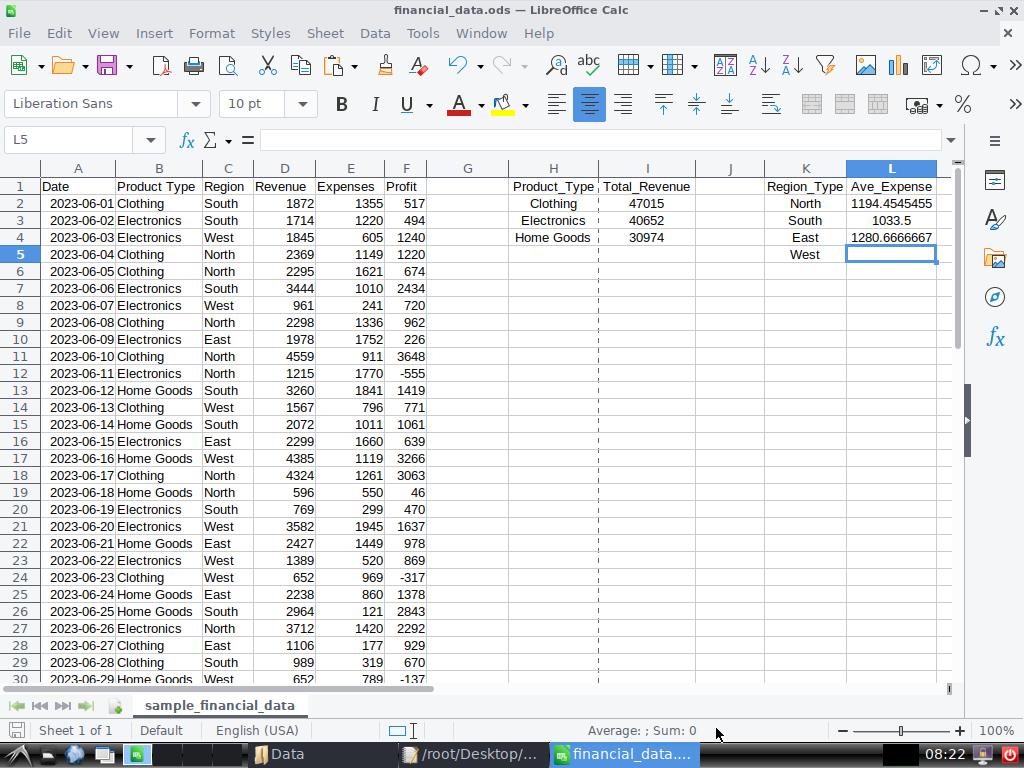 financial_data.ods — LibreOffice Calc
File Edit View Insert Format Styles Sheet Data Tools Window Help
Liberation Sans 10 pt
L5
A B C D E F G H I J K L
1 Date Product Type Region Revenue Expenses Profit Product_Type Total_Revenue Region_Type Ave_Expense
2 2023-06-01 Clothing South 1872 1355 517 Clothing 47015 North 1194.4545455
3 2023-06-02 Electronics South 1714 1220 494 Electronics 40652 South 1033.5
4 2023-06-03 Electronics West 1845 605 1240 Home Goods 30974 East 1280.6666667
5 2023-06-04 Clothing North 2369 1149 1220 West
6 2023-06-05 Clothing North 2295 1621 674
7 2023-06-06 Electronics South 3444 1010 2434
8 2023-06-07 Electronics West 961 241 720
9 2023-06-08 Clothing North 2298 1336 962
10 2023-06-09 Electronics East 1978 1752 226
11 2023-06-10 Clothing North 4559 911 3648
12 2023-06-11 Electronics North 1215 1770 -555
13 2023-06-12 Home Goods South 3260 1841 1419
14 2023-06-13 Clothing West 1567 796 771
15 2023-06-14 Home Goods South 2072 1011 1061
16 2023-06-15 Electronics East 2299 1660 639
17 2023-06-16 Home Goods West 4385 1119 3266
18 2023-06-17 Clothing North 4324 1261 3063
19 2023-06-18 Home Goods North 596 550 46
20 2023-06-19 Electronics South 769 299 470
21 2023-06-20 Electronics West 3582 1945 1637
22 2023-06-21 Home Goods East 2427 1449 978
23 2023-06-22 Electronics West 1389 520 869
24 2023-06-23 Clothing West 652 969 -317
25 2023-06-24 Home Goods East 2238 860 1378
26 2023-06-25 Home Goods South 2964 121 2843
27 2023-06-26 Electronics North 3712 1420 2292
28 2023-06-27 Clothing East 1106 177 929
29 2023-06-28 Clothing South 989 319 670
30 2023-06-29 Home Goods West 652 789 -137
sample_financial_data
Sheet 1 of 1 Default English (USA) Average: ; Sum: 0 100%
Data /root/Desktop/... financial_data.... 08:22